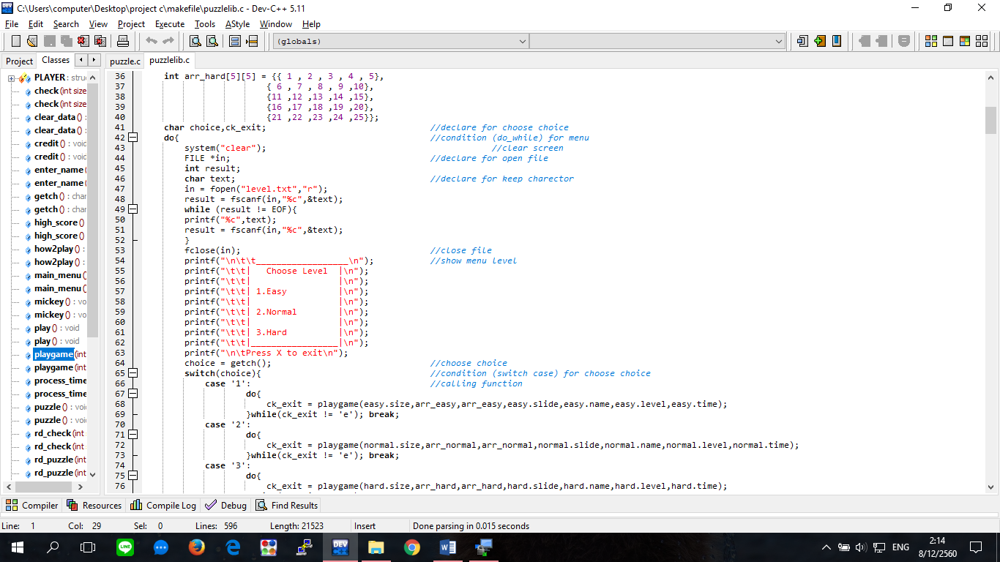 C:\Users\computer\Desktop\project c\makefile\puzzlelib.c - Dev-C++ 5.11
File Edit Search View Project Execute Tools AStyle Window Help
(globals)
Project Classes puzzle.c puzzlelib.c
PLAYER : stru
check (int size
check (int size
clear_data () :
clear_data () :
credit () : void
credit () : void
enter_name (
enter_name (
getch () : char
getch () : char
high_score ()
high_score ()
how2play () :
how2play () :
main_menu (
main_menu (
mickey () : vo
mickey () : vo
play () : void
play () : void
playgame (int
playgame (int
process_time
process_time
puzzle () : voi
puzzle () : voi
rd_check (int
rd_check (int
rd_puzzle (int
rd_puzzle (int
36 int arr_hard[5][5] = {{ 1 , 2 , 3 , 4 , 5},
37 { 6 , 7 , 8 , 9 ,10},
38 {11 ,12 ,13 ,14 ,15},
39 {16 ,17 ,18 ,19 ,20},
40 {21 ,22 ,23 ,24 ,25}};
41 char choice,ck_exit; //declare for choose choice
42 do{ //condition (do_while) for menu
43 system("clear"); //clear screen
44 FILE *in; //declare for open file
45 int result;
46 char text; //declare for keep charector
47 in = fopen("level.txt","r");
48 result = fscanf(in,"%c",&text);
49 while (result != EOF){
50 printf("%c",text);
51 result = fscanf(in,"%c",&text);
52 }
53 fclose(in); //close file
54 printf("\n\t\t__________________\n"); //show menu level
55 printf("\t\t|   Choose Level  |\n");
56 printf("\t\t|                 |\n");
57 printf("\t\t| 1.Easy          |\n");
58 printf("\t\t|                 |\n");
59 printf("\t\t| 2.Normal        |\n");
60 printf("\t\t|                 |\n");
61 printf("\t\t| 3.Hard          |\n");
62 printf("\t\t|_________________|\n");
63 printf("\n\tPress X to exit\n");
64 choice = getch(); //choose choice
65 switch(choice){ //condition (switch case) for choose choice
66 case '1': //calling function
67 do{
68 ck_exit = playgame(easy.size,arr_easy,arr_easy,easy.slide,easy.name,easy.level,easy.time);
69 }while(ck_exit != 'e'); break;
70 case '2':
71 do{
72 ck_exit = playgame(normal.size,arr_normal,arr_normal,normal.slide,normal.name,normal.level,normal.time);
73 }while(ck_exit != 'e'); break;
74 case '3':
75 do{
76 ck_exit = playgame(hard.size,arr_hard,arr_hard,hard.slide,hard.name,hard.level,hard.time);
Compiler Resources Compile Log Debug Find Results
Line: 1 Col: 29 Sel: 0 Lines: 596 Length: 21523 Insert Done parsing in 0.015 seconds
LINE DEV ENG 2:14
8/12/2560